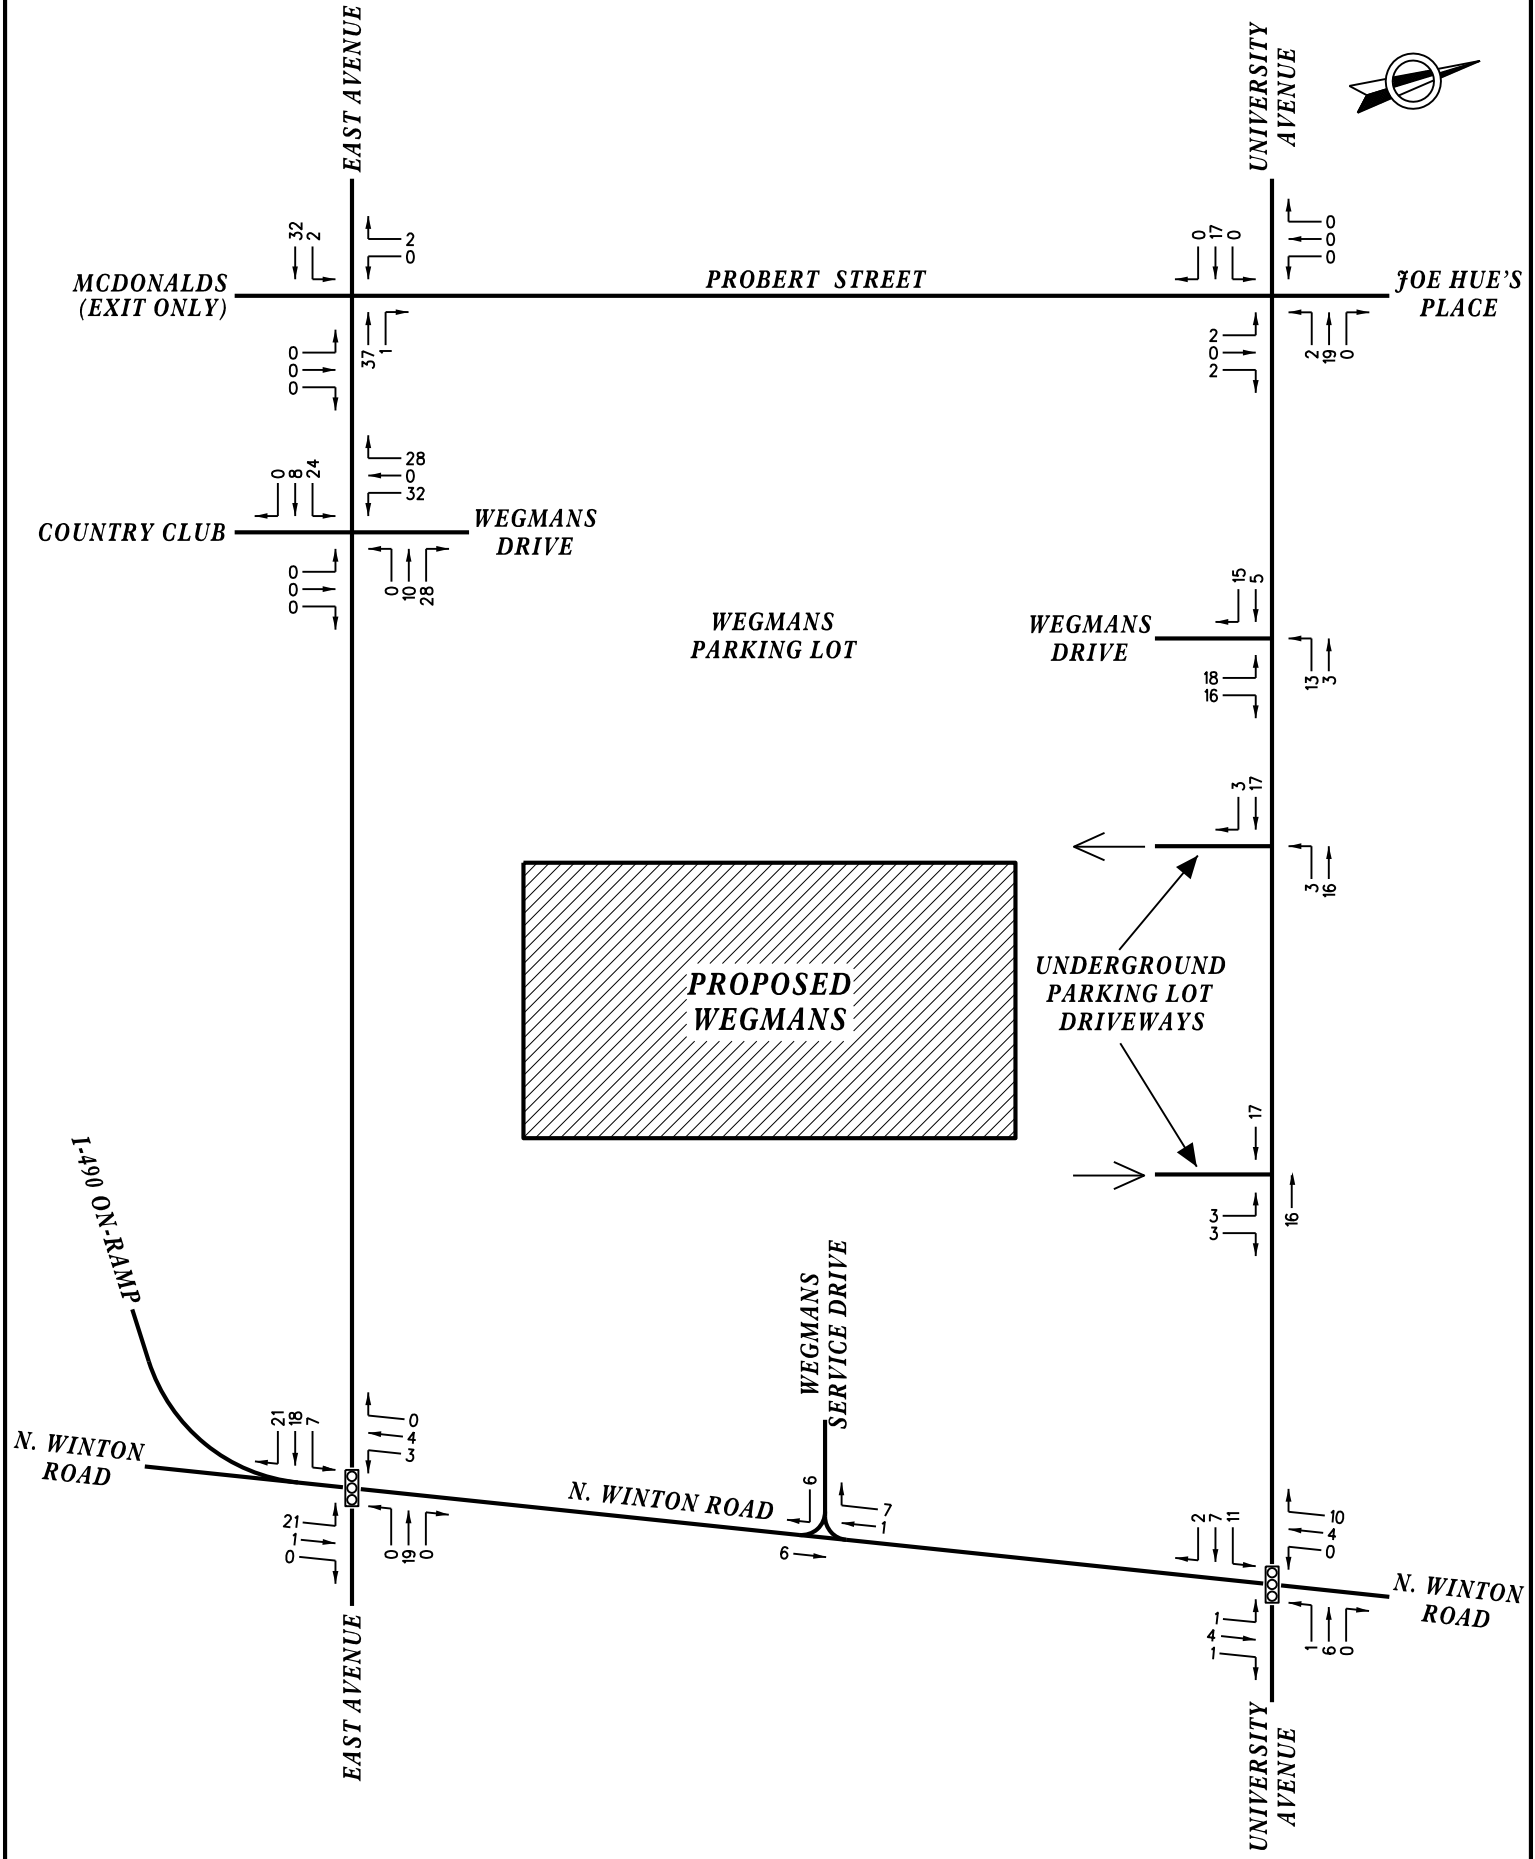 EAST AVENUE
UNIVERSITY
AVENUE
32
2
2
0
0
17
0
0
0
0
MCDONALDS
(EXIT ONLY)
PROBERT STREET
JOE HUE'S
PLACE
0
0
0
37
1
2
0
2
2
19
0
0
8
24
28
0
32
COUNTRY CLUB
WEGMANS
DRIVE
0
0
0
0
10
28
WEGMANS
PARKING LOT
WEGMANS
DRIVE
15
5
18
16
13
3
3
17
3
16
UNDERGROUND
PARKING LOT
DRIVEWAYS
PROPOSED
WEGMANS
17
3
3
16
I-490 ON-RAMP
WEGMANS
SERVICE DRIVE
21
18
7
0
4
3
N. WINTON
ROAD
21
1
0
0
19
0
N. WINTON ROAD
6
7
1
6
2
7
11
10
4
0
N. WINTON
ROAD
1
4
1
1
6
0
EAST AVENUE
UNIVERSITY
AVENUE